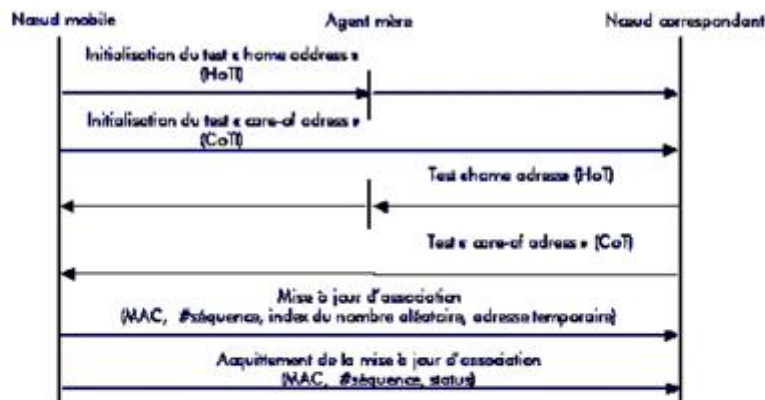 Nœud mobile
Agent mère
Nœud correspondant
Initialisation du test « home address »
(HoTI)
Initialisation du test « care-of adress »
(CoTI)
Test «home adresse (HoT)
Test « care-of adress » (CoT)
Mise à jour d'association
(MAC, #séquence, index du nombre aléatoire, adresse temporaire)
Acquittement de la mise à jour d'association
(MAC, #séquence, status)